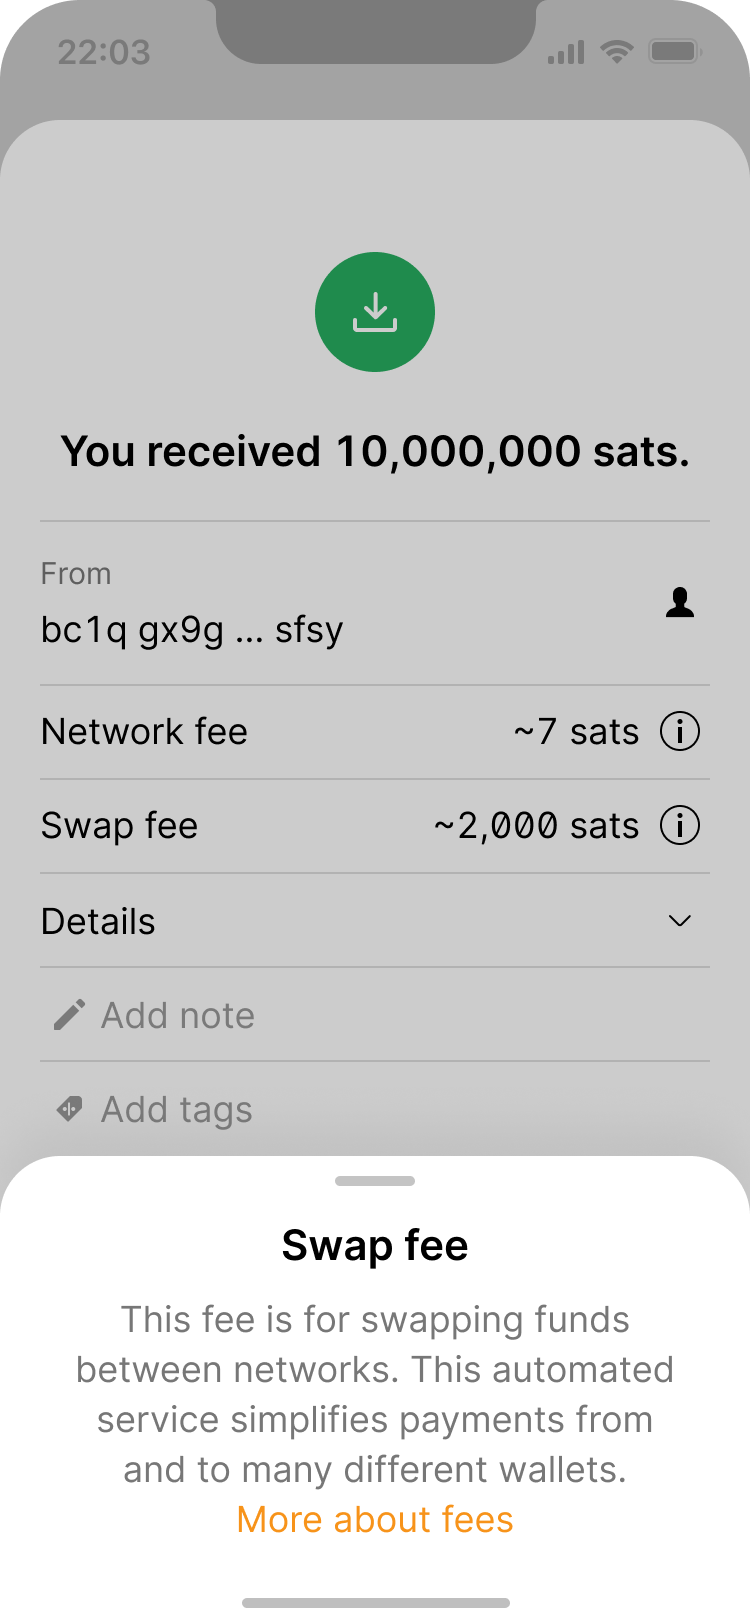 22:03
You received 10,000,000 sats.
From
bc1q gx9g ... sfsy
Network fee ~7 sats
Swap fee ~2,000 sats
Details
Add note
Add tags
Swap fee
This fee is for swapping funds
between networks. This automated
service simplifies payments from
and to many different wallets.
More about fees